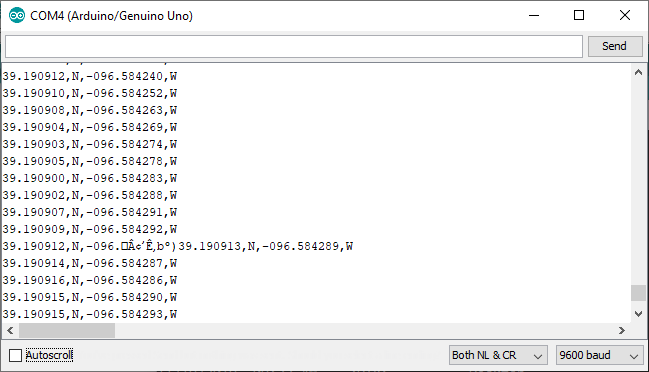 COM4 (Arduino/Genuino Uno)
Send
39.190912,N,-096.584240,W
39.190910,N,-096.584252,W
39.190908,N,-096.584263,W
39.190904,N,-096.584269,W
39.190903,N,-096.584274,W
39.190905,N,-096.584278,W
39.190900,N,-096.584283,W
39.190902,N,-096.584288,W
39.190907,N,-096.584291,W
39.190909,N,-096.584292,W
39.190912,N,-096.□Â¢’Ê‚bº)39.190913,N,-096.584289,W
39.190914,N,-096.584287,W
39.190916,N,-096.584286,W
39.190915,N,-096.584290,W
39.190915,N,-096.584293,W
Autoscroll Both NL & CR 9600 baud